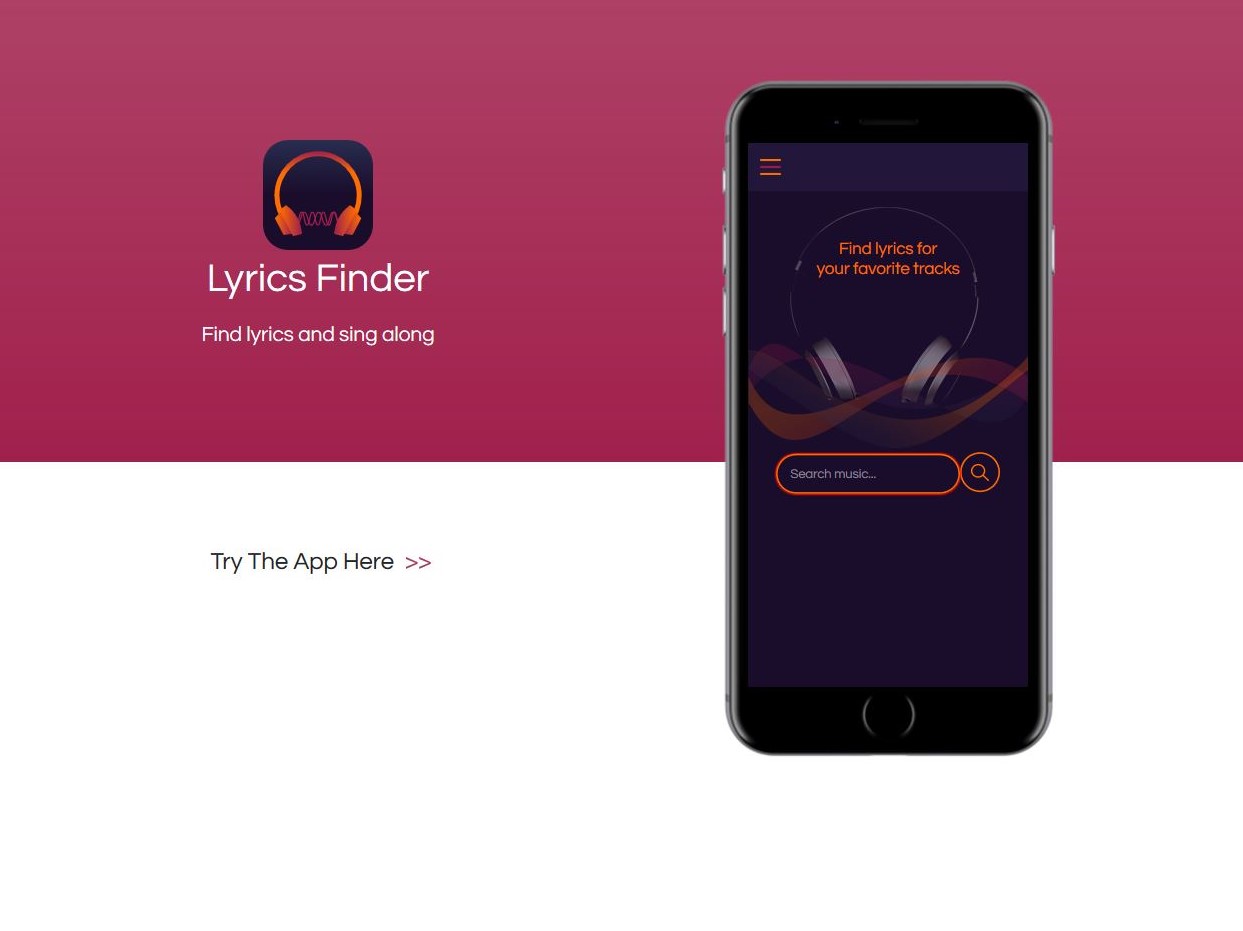 Lyrics Finder
Find lyrics and sing along
Try The App Here >>
Find lyrics for
your favorite tracks
Search music...